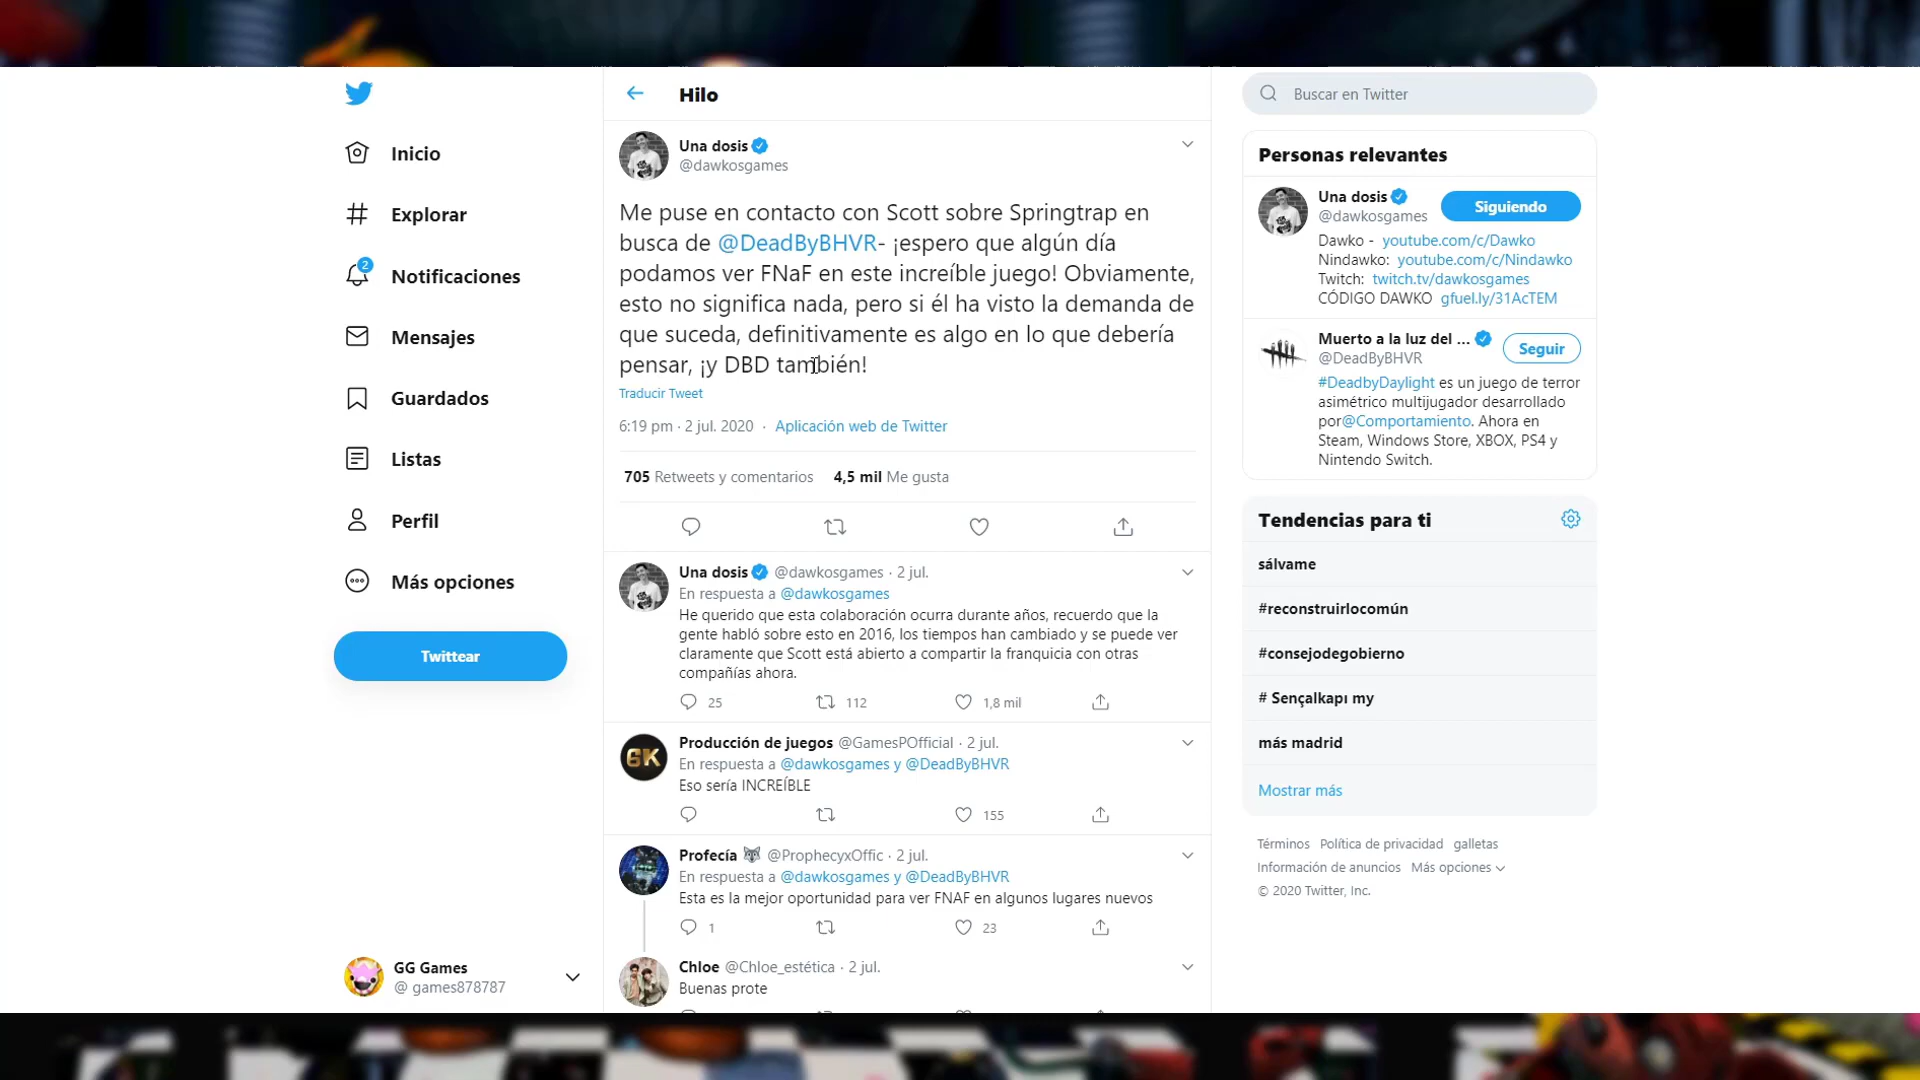 Inicio
Explorar
2
Notificaciones
Mensajes
Guardados
Listas
Perfil
Más opciones
Twittear
GG Games
@ games878787
Hilo
Una dosis
@dawkosgames
Me puse en contacto con Scott sobre Springtrap en
busca de @DeadByBHVR- ¡espero que algún día
podamos ver FNaF en este increíble juego! Obviamente,
esto no significa nada, pero si él ha visto la demanda de
que suceda, definitivamente es algo en lo que debería
pensar, ¡y DBD también!
Traducir Tweet
6:19 pm · 2 jul. 2020 · Aplicación web de Twitter
705 Retweets y comentarios 4,5 mil Me gusta
Una dosis @dawkosgames · 2 jul.
En respuesta a @dawkosgames
He querido que esta colaboración ocurra durante años, recuerdo que la
gente habló sobre esto en 2016, los tiempos han cambiado y se puede ver
claramente que Scott está abierto a compartir la franquicia con otras
compañías ahora.
25 112 1,8 mil
GK
Producción de juegos @GamesPOfficial · 2 jul.
En respuesta a @dawkosgames y @DeadByBHVR
Eso sería INCREÍBLE
155
Profecía @ProphecyxOffic · 2 jul.
En respuesta a @dawkosgames y @DeadByBHVR
Esta es la mejor oportunidad para ver FNAF en algunos lugares nuevos
1 23
Chloe @Chloe_estética · 2 jul.
Buenas prote
Buscar en Twitter
Personas relevantes
Una dosis
@dawkosgames
Siguiendo
Dawko - youtube.com/c/Dawko
Nindawko: youtube.com/c/Nindawko
Twitch: twitch.tv/dawkosgames
CÓDIGO DAWKO gfuel.ly/31AcTEM
Muerto a la luz del ...
@DeadByBHVR
Seguir
#DeadbyDaylight es un juego de terror
asimétrico multijugador desarrollado
por@Comportamiento. Ahora en
Steam, Windows Store, XBOX, PS4 y
Nintendo Switch.
Tendencias para ti
sálvame
#reconstruirlocomún
#consejodegobierno
# Sençalkapı my
más madrid
Mostrar más
Términos Política de privacidad galletas
Información de anuncios Más opciones
© 2020 Twitter, Inc.